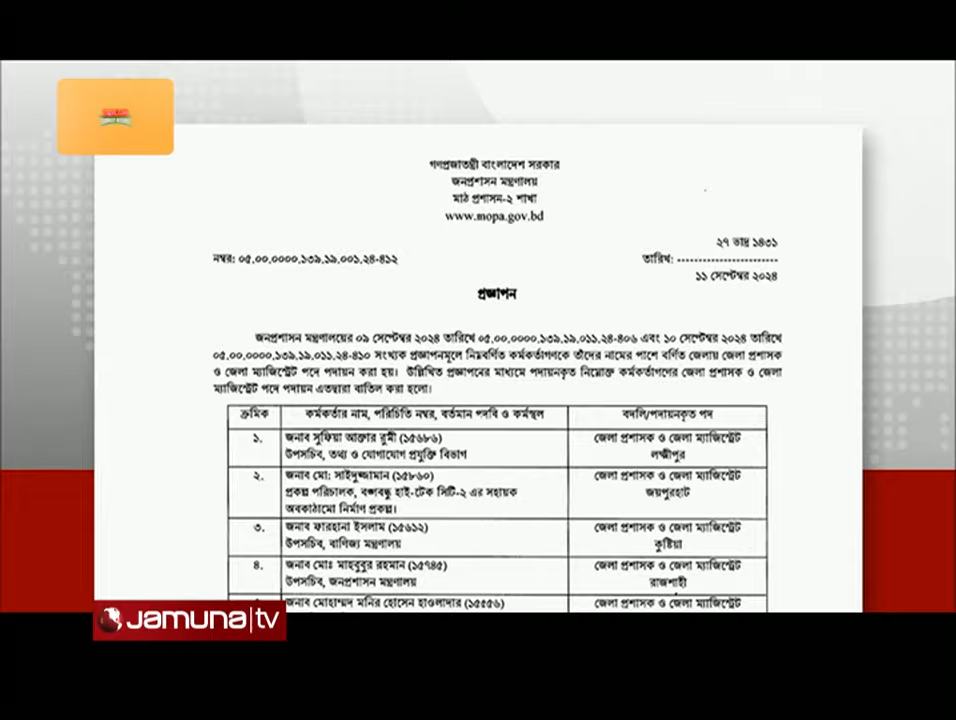 গণপ্রজাতন্ত্রী বাংলাদেশ সরকার
জনপ্রশাসন মন্ত্রণালয়
মাঠ প্রশাসন-২ শাখা
www.mopa.gov.bd
নম্বর: ০৫.০০.০০০০.১৩৯.১৯.০০১.২৪-৪১২
২৭ ভাদ্র ১৪৩১
তারিখ: -------------------------
১১ সেপ্টেম্বর ২০২৪
প্রজ্ঞাপন
জনপ্রশাসন মন্ত্রণালয়ের ০৯ সেপ্টেম্বর ২০২৪ তারিখে ০৫.০০.০০০০.১৩৯.১৯.০১১.২৪-৪০৬ এবং ১০ সেপ্টেম্বর ২০২৪ তারিখে
০৫.০০.০০০০.১৩৯.১৯.০১১.২৪-৪১০ সংখ্যক প্রজ্ঞাপনমূলে নিম্নবর্ণিত কর্মকর্তাগণকে তাঁদের নামের পাশে বর্ণিত জেলায় জেলা প্রশাসক
ও জেলা ম্যাজিস্ট্রেট পদে পদায়ন করা হয়। উল্লিখিত প্রজ্ঞাপনের মাধ্যমে পদায়নকৃত নিম্নোক্ত কর্মকর্তাগণের জেলা প্রশাসক ও জেলা
ম্যাজিস্ট্রেট পদে পদায়ন এতদ্বারা বাতিল করা হলো।
ক্রমিক কর্মকর্তার নাম, পরিচিতি নম্বর, বর্তমান পদবি ও কর্মস্থল বদলি/পদায়নকৃত পদ
১. জনাব সুফিয়া আক্তার রুমী (১৫৬৮৬) জেলা প্রশাসক ও জেলা ম্যাজিস্ট্রেট
উপসচিব, তথ্য ও যোগাযোগ প্রযুক্তি বিভাগ লক্ষ্মীপুর
২. জনাব মো: সাইদুজ্জামান (১৫৮৬০) জেলা প্রশাসক ও জেলা ম্যাজিস্ট্রেট
প্রকল্প পরিচালক, বঙ্গবন্ধু হাই-টেক সিটি-২ এর সহায়ক জয়পুরহাট
অবকাঠামো নির্মাণ প্রকল্প।
৩. জনাব ফারহানা ইসলাম (১৫৬১২) জেলা প্রশাসক ও জেলা ম্যাজিস্ট্রেট
উপসচিব, বাণিজ্য মন্ত্রণালয় কুষ্টিয়া
৪. জনাব মোঃ মাহবুবুর রহমান (১৫৭৪৫) জেলা প্রশাসক ও জেলা ম্যাজিস্ট্রেট
উপসচিব, জনপ্রশাসন মন্ত্রণালয় রাজশাহী
জনাব মোহাম্মদ মনির হোসেন হাওলাদার (১৫৫৫৬) জেলা প্রশাসক ও জেলা ম্যাজিস্ট্রেট
JAMUNA|tv